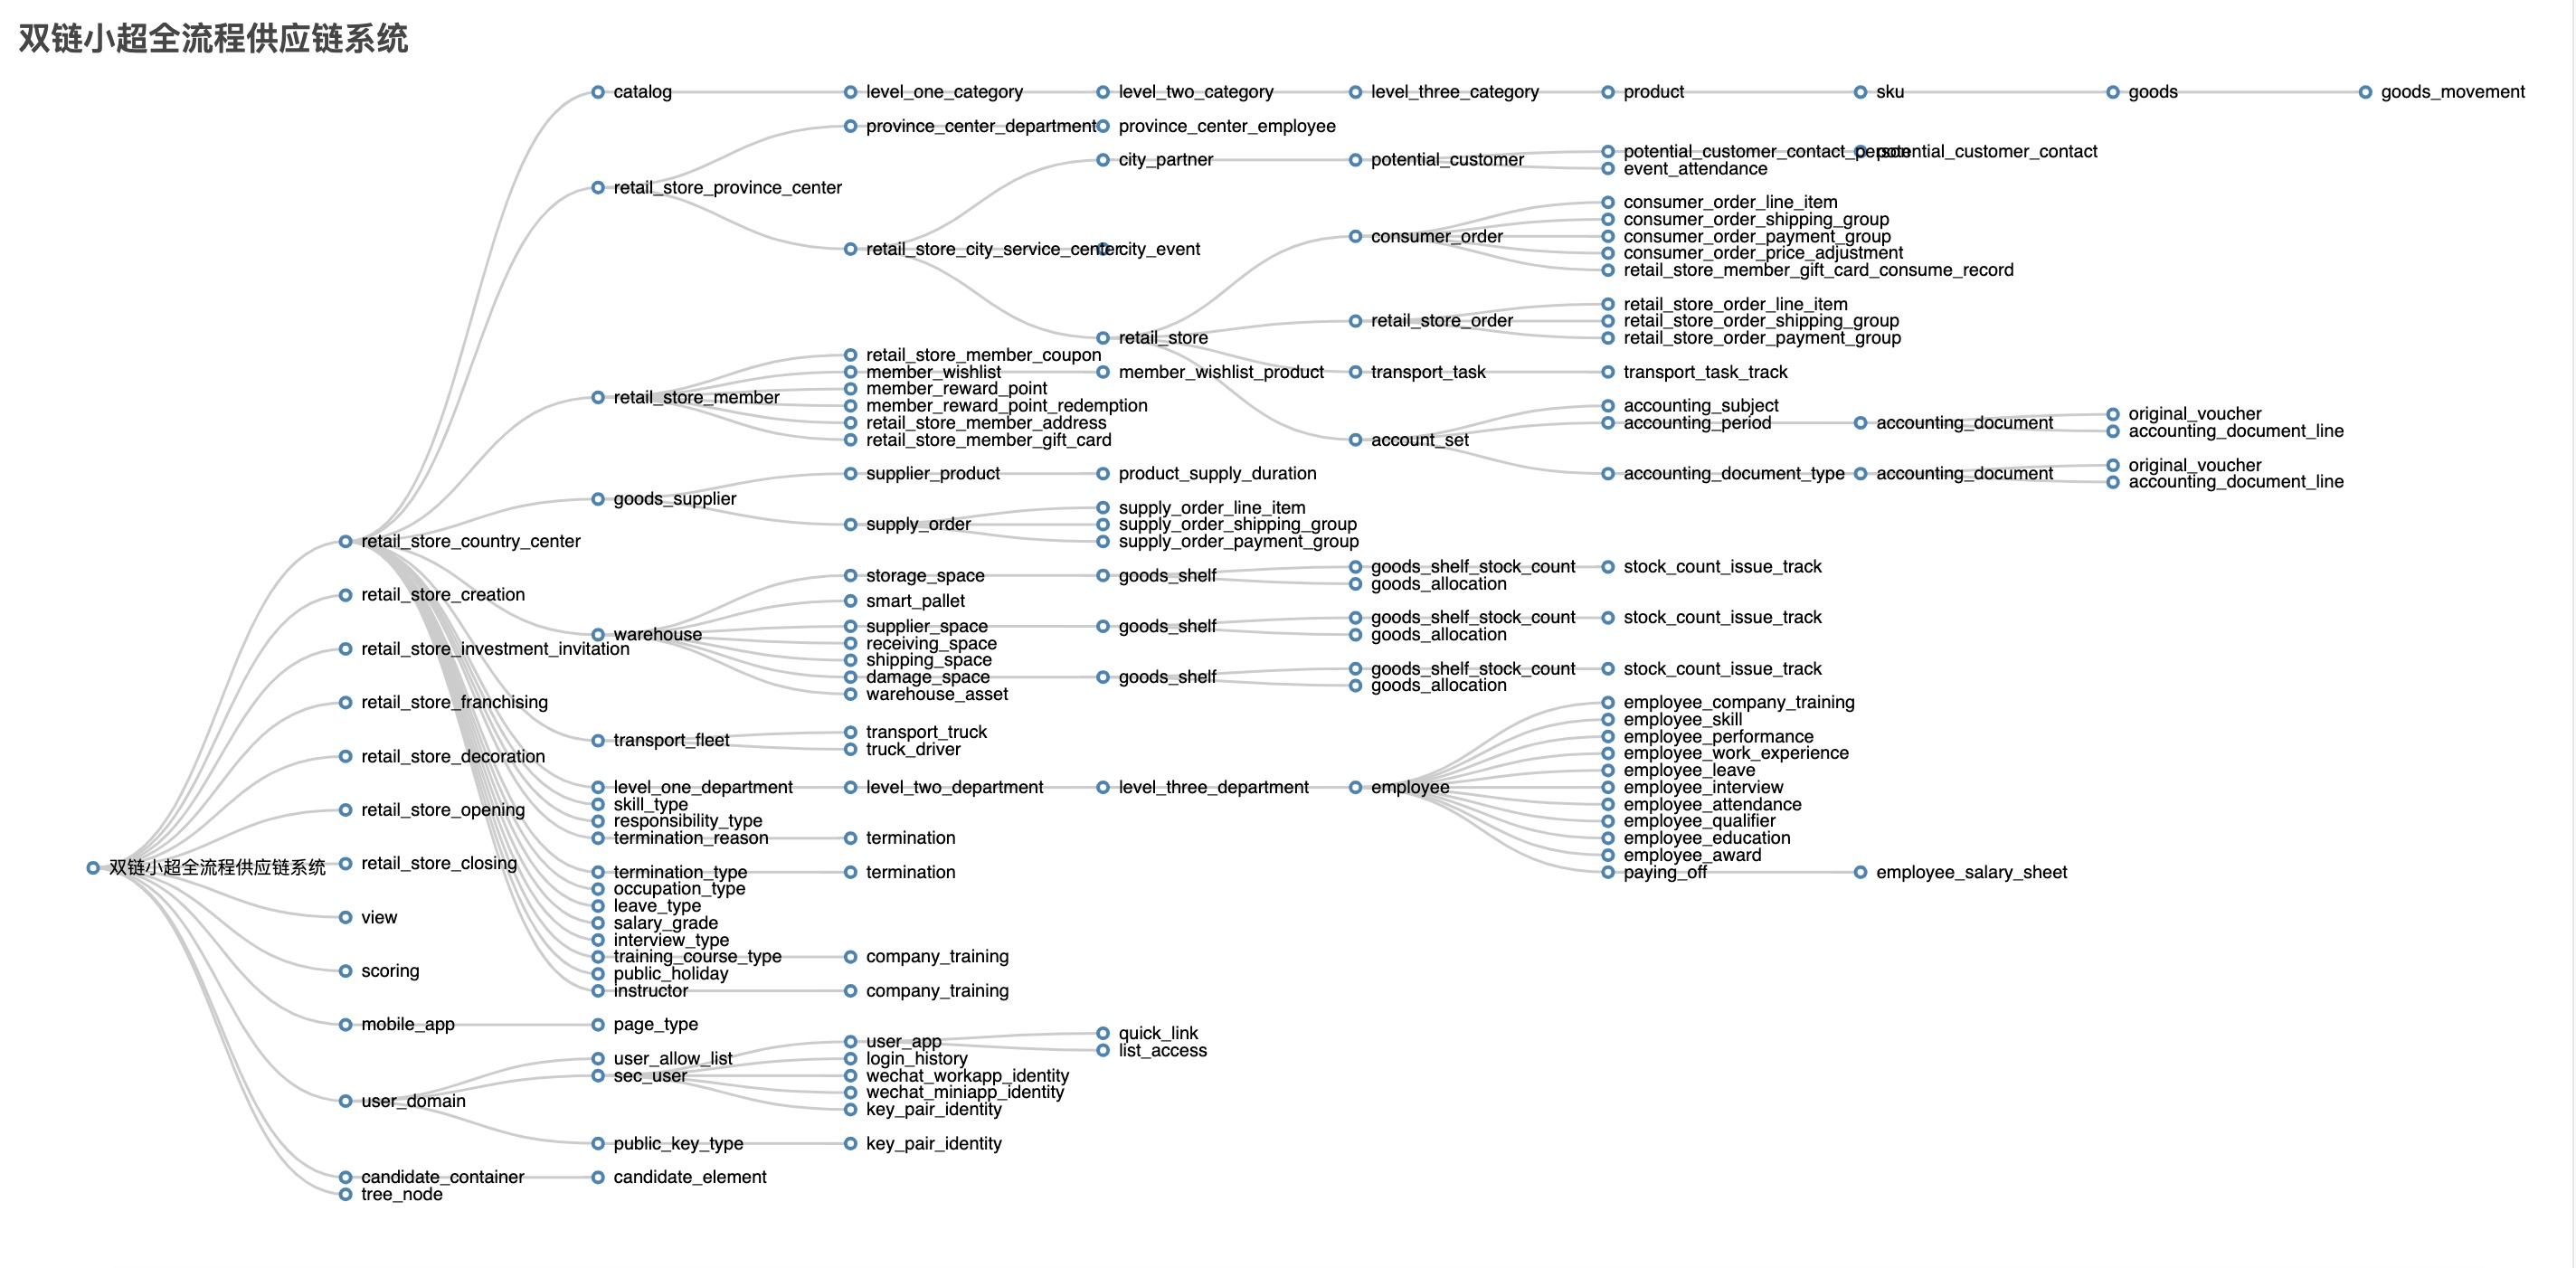 双链小超全流程供应链系统
catalog
level_one_category
level_two_category
level_three_category
product
sku
goods
goods_movement
province_center_department
province_center_employee
city_partner
potential_customer
potential_customer_contact_person
potential_customer_contact
event_attendance
retail_store_province_center
consumer_order_line_item
consumer_order_shipping_group
consumer_order
consumer_order_payment_group
retail_store_city_service_center
city_event
consumer_order_price_adjustment
retail_store_member_gift_card_consume_record
retail_store_order_line_item
retail_store_order
retail_store_order_shipping_group
retail_store
retail_store_order_payment_group
retail_store_member_coupon
member_wishlist
member_wishlist_product
transport_task
transport_task_track
member_reward_point
retail_store_member
member_reward_point_redemption
accounting_subject
retail_store_member_address
accounting_period
accounting_document
original_voucher
accounting_document_line
retail_store_member_gift_card
account_set
supplier_product
product_supply_duration
accounting_document_type
accounting_document
original_voucher
accounting_document_line
goods_supplier
supply_order_line_item
supply_order
supply_order_shipping_group
supply_order_payment_group
retail_store_country_center
storage_space
goods_shelf
goods_shelf_stock_count
stock_count_issue_track
goods_allocation
retail_store_creation
smart_pallet
supplier_space
goods_shelf
goods_shelf_stock_count
stock_count_issue_track
goods_allocation
warehouse
receiving_space
retail_store_investment_invitation
shipping_space
damage_space
goods_shelf
goods_shelf_stock_count
stock_count_issue_track
goods_allocation
warehouse_asset
retail_store_franchising
employee_company_training
employee_skill
transport_fleet
transport_truck
employee_performance
truck_driver
employee_work_experience
retail_store_decoration
employee_leave
level_one_department
level_two_department
level_three_department
employee
employee_interview
skill_type
employee_attendance
retail_store_opening
responsibility_type
employee_qualifier
termination_reason
termination
employee_education
employee_award
双链小超全流程供应链系统
retail_store_closing
termination_type
termination
paying_off
employee_salary_sheet
occupation_type
leave_type
view
salary_grade
interview_type
training_course_type
company_training
scoring
public_holiday
instructor
company_training
mobile_app
page_type
user_app
quick_link
list_access
user_allow_list
login_history
sec_user
wechat_workapp_identity
wechat_miniapp_identity
user_domain
key_pair_identity
public_key_type
key_pair_identity
candidate_container
candidate_element
tree_node